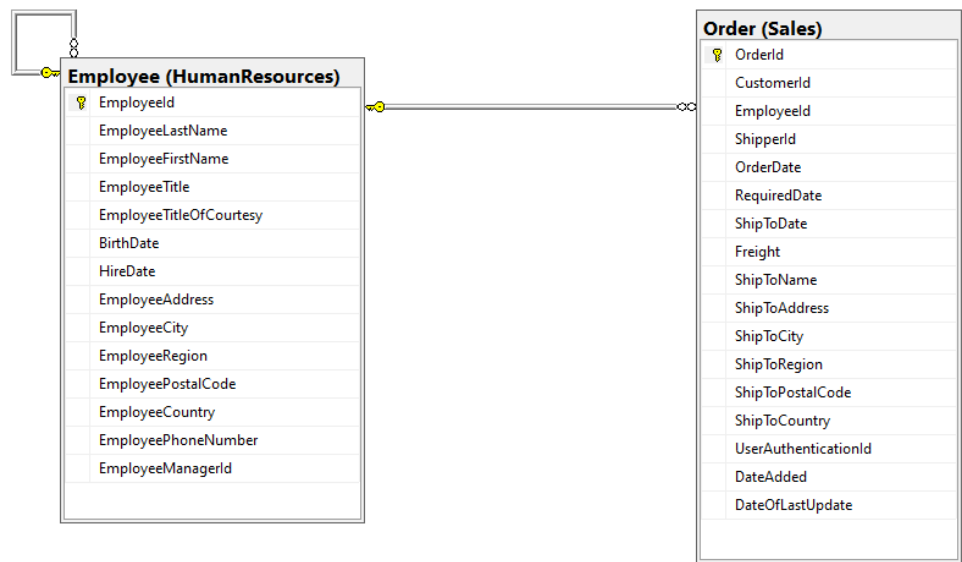 Employee (HumanResources)
EmployeeId
EmployeeLastName
EmployeeFirstName
EmployeeTitle
EmployeeTitleOfCourtesy
BirthDate
HireDate
EmployeeAddress
EmployeeCity
EmployeeRegion
EmployeePostalCode
EmployeeCountry
EmployeePhoneNumber
EmployeeManagerId
Order (Sales)
OrderId
CustomerId
EmployeeId
ShipperId
OrderDate
RequiredDate
ShipToDate
Freight
ShipToName
ShipToAddress
ShipToCity
ShipToRegion
ShipToPostalCode
ShipToCountry
UserAuthenticationId
DateAdded
DateOfLastUpdate